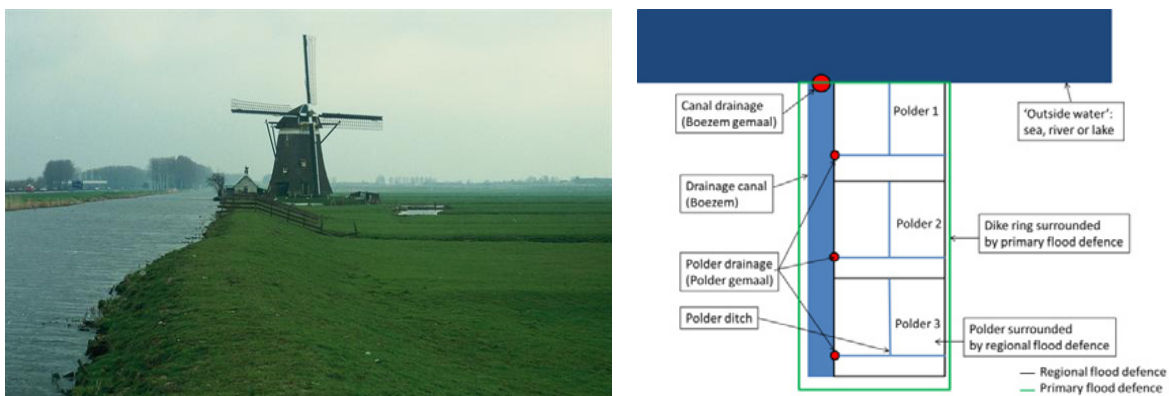 Canal drainage
(Boezem gemaal)
Polder 1
'Outside water':
sea, river or lake
Drainage canal
(Boezem)
Polder 2
Dike ring surrounded
by primary flood defence
Polder drainage
(Polder gemaal)
Polder ditch
Polder 3
Polder surrounded
by regional flood defence
Regional flood defence
Primary flood defence